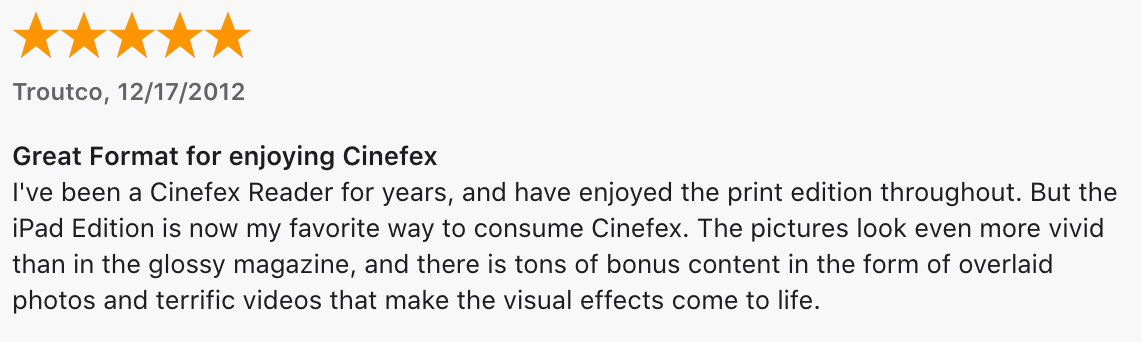 Troutco, 12/17/2012
Great Format for enjoying Cinefex
I've been a Cinefex Reader for years, and have enjoyed the print edition throughout. But the
iPad Edition is now my favorite way to consume Cinefex. The pictures look even more vivid
than in the glossy magazine, and there is tons of bonus content in the form of overlaid
photos and terrific videos that make the visual effects come to life.